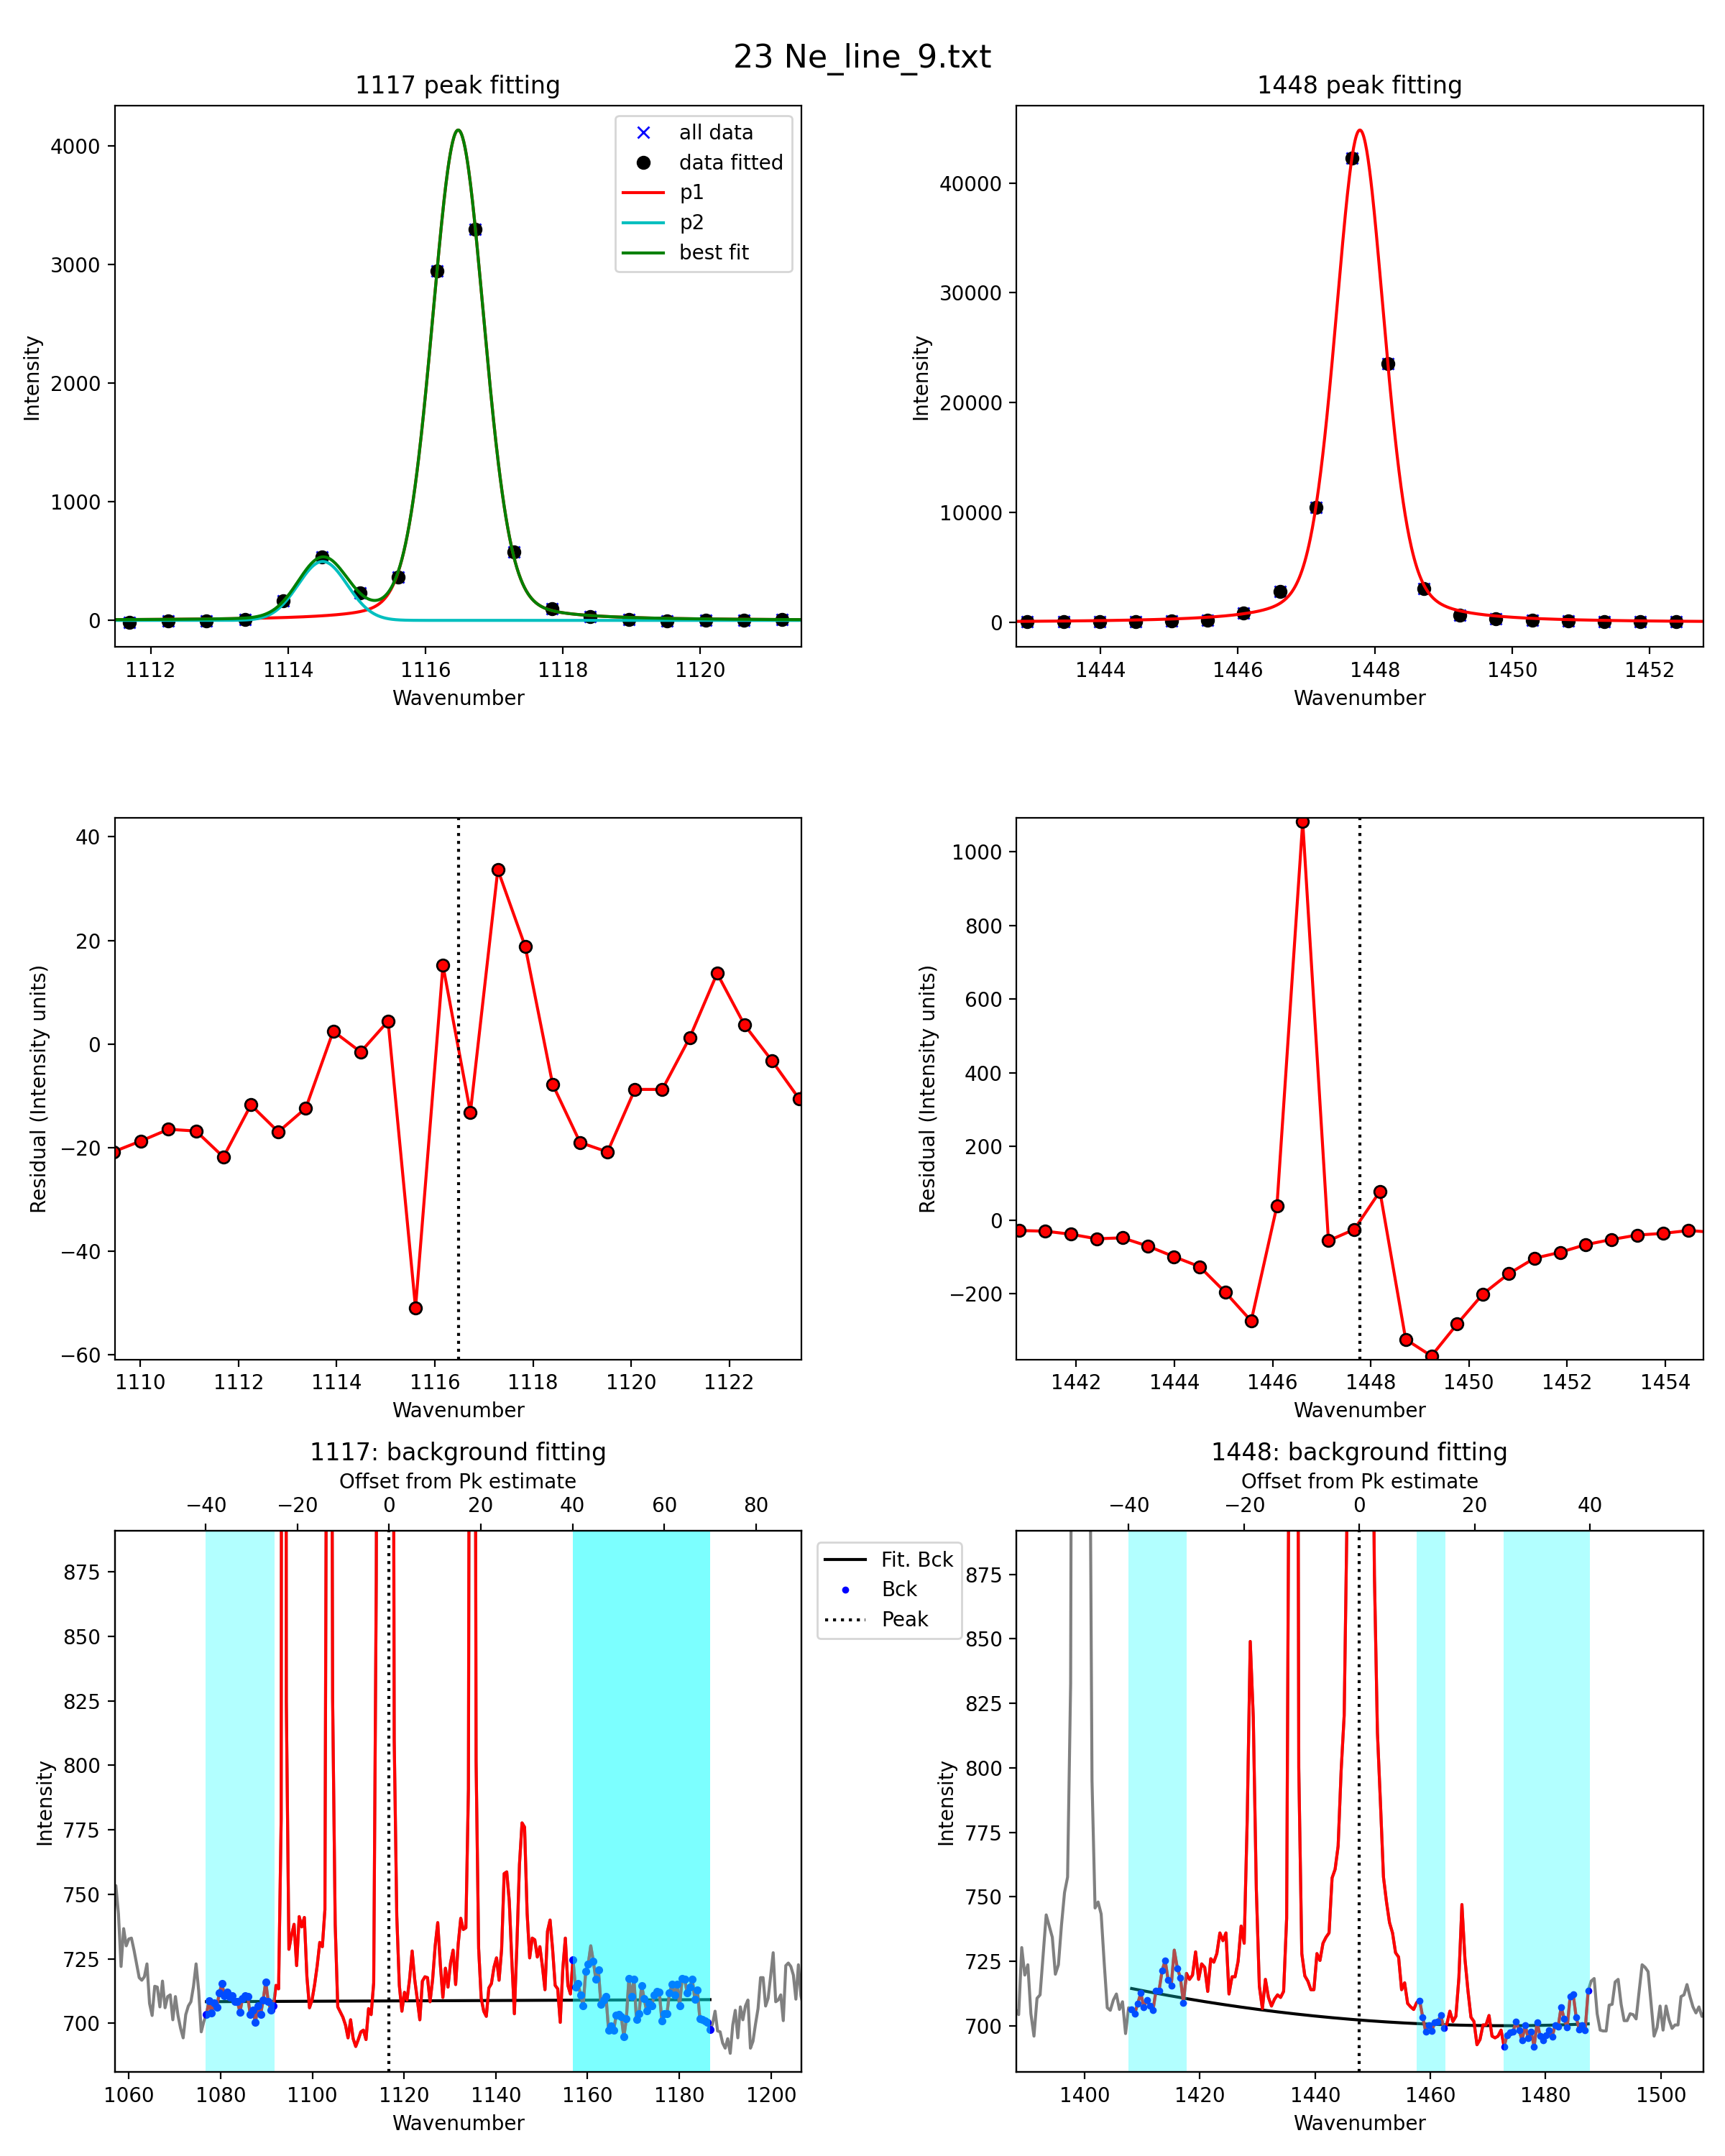 23 Ne_line_9.txt
1117 peak fitting
1448 peak fitting
all data
data fitted
p1
p2
best fit
Intensity
4000
3000
2000
1000
0
1112 1114 1116 1118 1120
Wavenumber
Intensity
40000
30000
20000
10000
0
1444 1446 1448 1450 1452
Wavenumber
Residual (Intensity units)
40
20
0
−20
−40
−60
1110 1112 1114 1116 1118 1120 1122
Wavenumber
Residual (Intensity units)
1000
800
600
400
200
0
−200
1442 1444 1446 1448 1450 1452 1454
Wavenumber
1117: background fitting
Offset from Pk estimate
−40 −20 0 20 40 60 80
Intensity
875
850
825
800
775
750
725
700
1060 1080 1100 1120 1140 1160 1180 1200
Wavenumber
Fit. Bck
Bck
Peak
1448: background fitting
Offset from Pk estimate
−40 −20 0 20 40
Intensity
875
850
825
800
775
750
725
700
1400 1420 1440 1460 1480 1500
Wavenumber